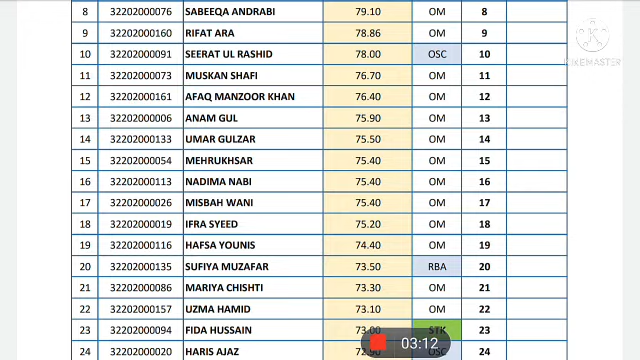 8 32202000076 SABEEQA ANDRABI 79.10 OM 8
9 32202000160 RIFAT ARA 78.86 OM 9
10 32202000091 SEERAT UL RASHID 78.00 OSC 10
11 32202000073 MUSKAN SHAFI 76.70 OM 11
12 32202000161 AFAQ MANZOOR KHAN 76.40 OM 12
13 32202000006 ANAM GUL 75.90 OM 13
14 32202000133 UMAR GULZAR 75.50 OM 14
15 32202000054 MEHRUKHSAR 75.40 OM 15
16 32202000113 NADIMA NABI 75.40 OM 16
17 32202000026 MISBAH WANI 75.40 OM 17
18 32202000019 IFRA SYEED 75.20 OM 18
19 32202000116 HAFSA YOUNIS 74.40 OM 19
20 32202000135 SUFIYA MUZAFAR 73.50 RBA 20
21 32202000086 MARIYA CHISHTI 73.30 OM 21
22 32202000157 UZMA HAMID 73.10 OM 22
23 32202000094 FIDA HUSSAIN 73.00 STK 23
24 32202000020 HARIS AJAZ OSC 24
K
KINEMASTER
03:12